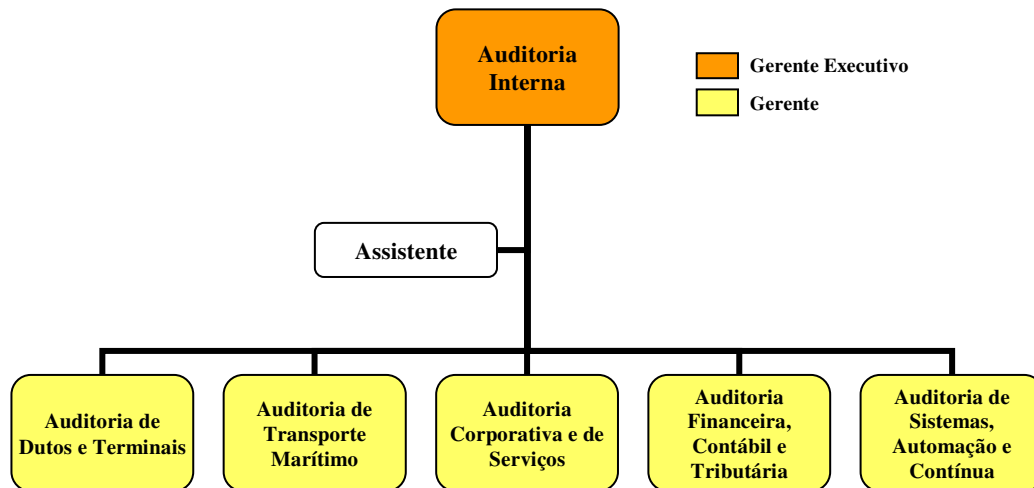 Auditoria
Interna
Gerente Executivo
Gerente
Assistente
Auditoria de
Dutos e Terminais
Auditoria de
Transporte
Marítimo
Auditoria
Corporativa e de
Serviços
Auditoria
Financeira,
Contábil e
Tributária
Auditoria de
Sistemas,
Automação e
Contínua